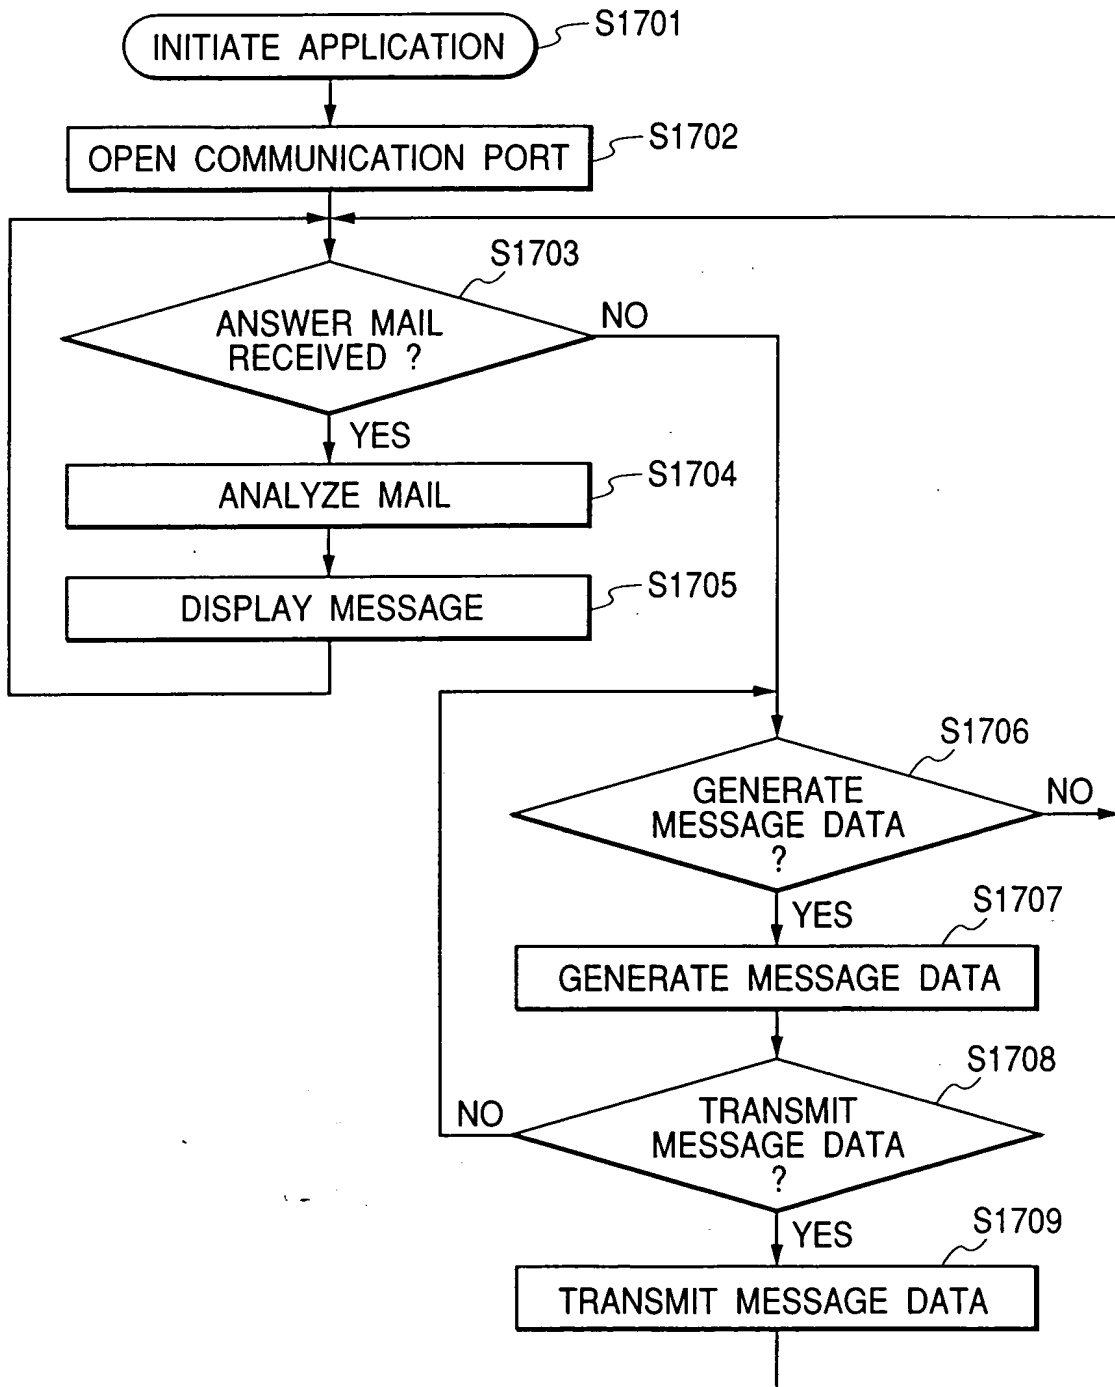 INITIATE APPLICATION
S1701
OPEN COMMUNICATION PORT
S1702
S1703
ANSWER MAIL
RECEIVED ?
NO
YES
ANALYZE MAIL
S1704
DISPLAY MESSAGE
S1705
S1706
GENERATE
MESSAGE DATA
?
NO
YES
S1707
GENERATE MESSAGE DATA
S1708
TRANSMIT
MESSAGE DATA
?
NO
YES
S1709
TRANSMIT MESSAGE DATA